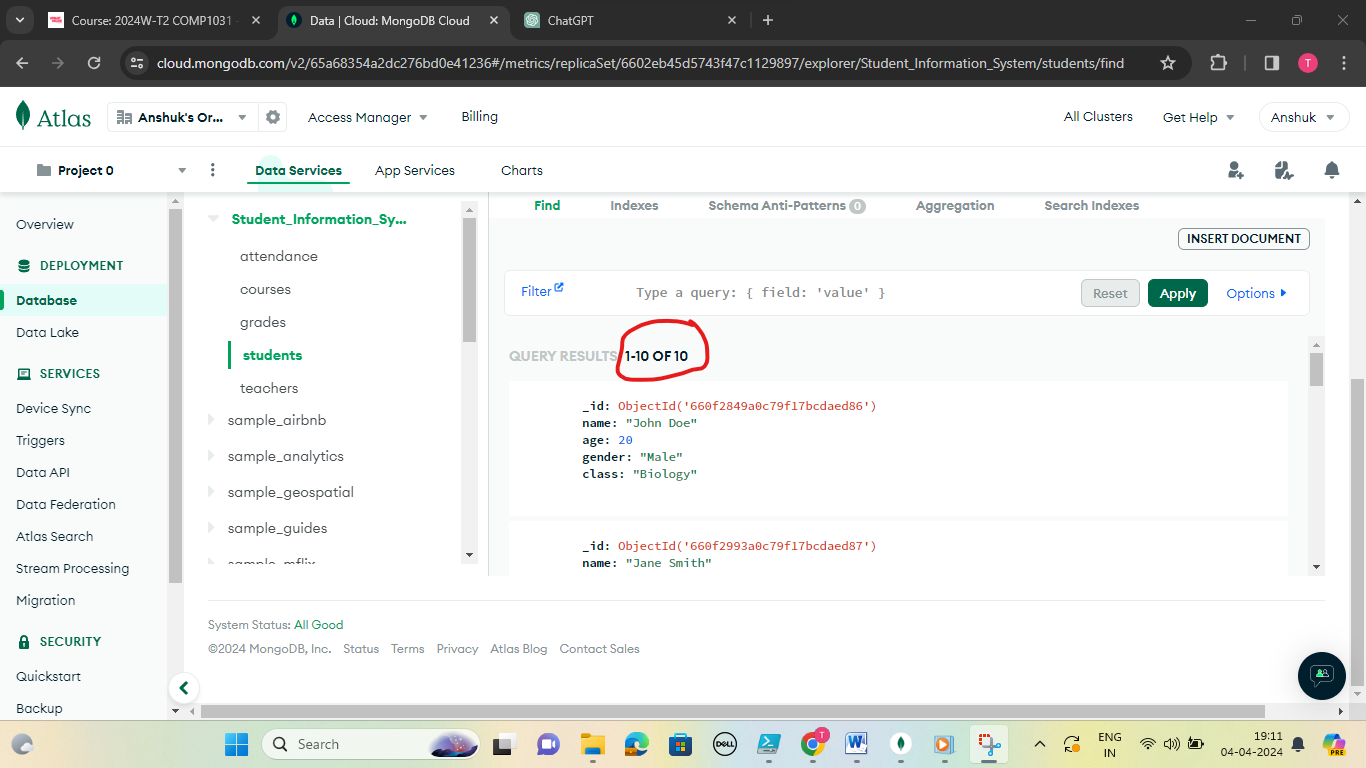 Course: 2024W-T2 COMP1031 -
Data | Cloud: MongoDB Cloud
ChatGPT
cloud.mongodb.com/v2/65a68354a2dc276bd0e41236#/metrics/replicaSet/6602eb45d5743f47c1129897/explorer/Student_Information_System/students/find
T
Atlas
Anshuk's Or...
Access Manager
Billing
All Clusters
Get Help
Anshuk
Project 0
Data Services
App Services
Charts
Overview
DEPLOYMENT
Database
Data Lake
SERVICES
Device Sync
Triggers
Data API
Data Federation
Atlas Search
Stream Processing
Migration
SECURITY
Quickstart
Backup
Student_Information_Sy...
attendance
courses
grades
students
teachers
sample_airbnb
sample_analytics
sample_geospatial
sample_guides
sample_mflix
Find
Indexes
Schema Anti-Patterns 0
Aggregation
Search Indexes
INSERT DOCUMENT
Filter
Type a query: { field: 'value' }
Reset
Apply
Options
QUERY RESULTS 1-10 OF 10
_id: ObjectId('660f2849a0c79f17bcdaed86')
name: "John Doe"
age: 20
gender: "Male"
class: "Biology"
_id: ObjectId('660f2993a0c79f17bcdaed87')
name: "Jane Smith"
System Status: All Good
©2024 MongoDB, Inc. Status Terms Privacy Atlas Blog Contact Sales
Search
DELL
T
ENG
IN
19:11
04-04-2024
PRE